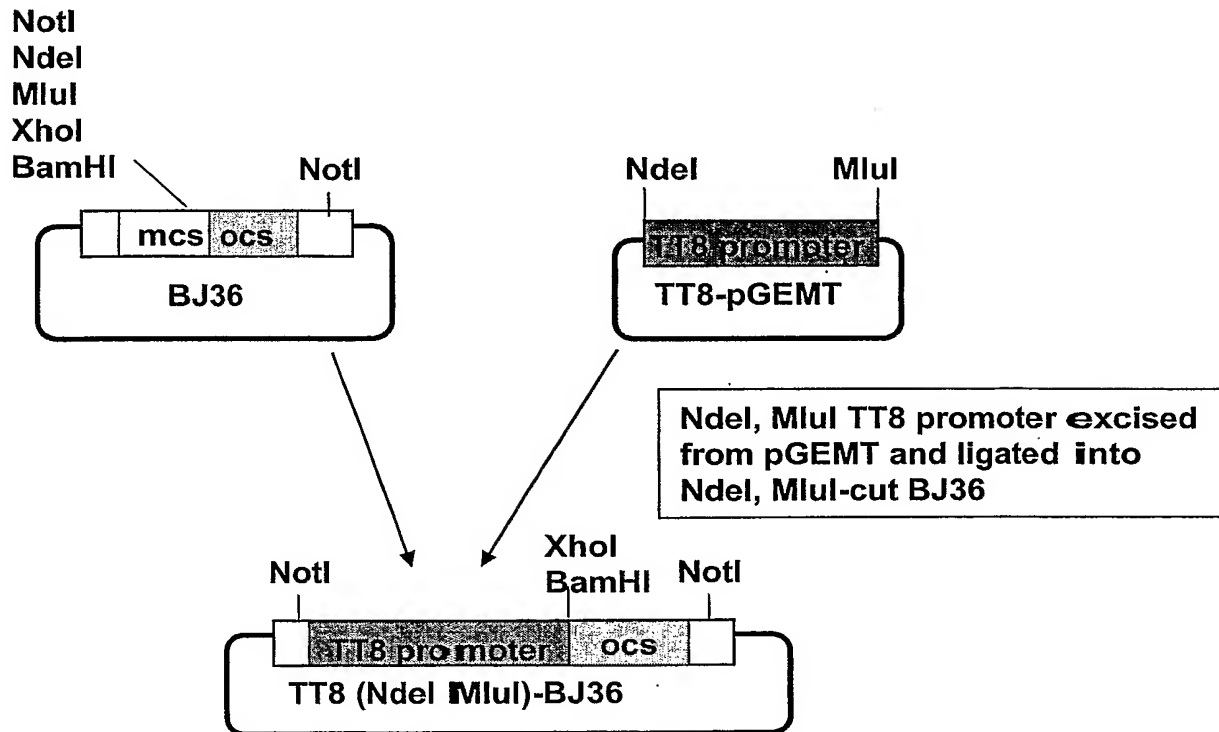 NotI
NdeI
MluI
XhoI
BamHI
NotI
mcs
ocs
BJ36
NdeI
MluI
TT8 promoter
TT8-pGEMT
NdeI, MluI TT8 promoter excised
from pGEMT and ligated into
NdeI, MluI-cut BJ36
NotI
XhoI
BamHI
NotI
TT8 promoter
ocs
TT8 (NdeI MluI)-BJ36